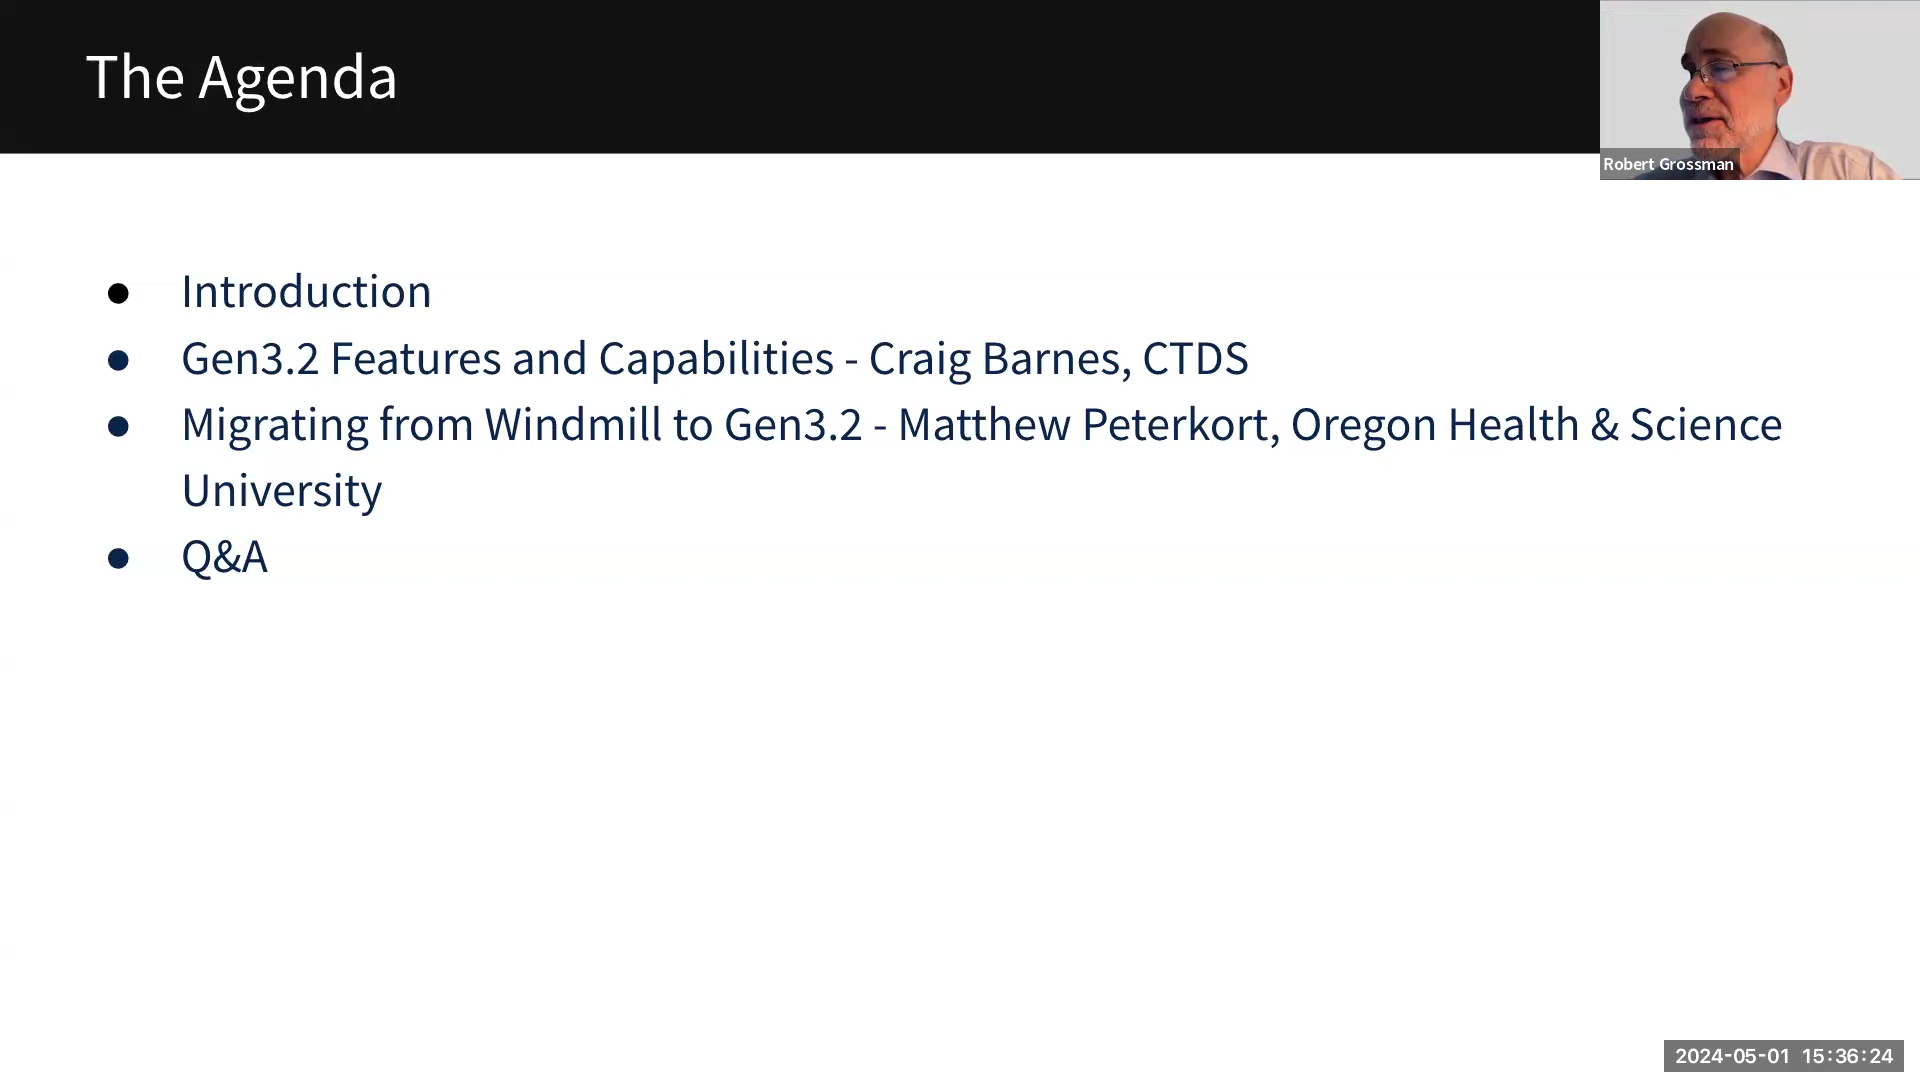 The Agenda
Robert Grossman
● Introduction
● Gen3.2 Features and Capabilities - Craig Barnes, CTDS
● Migrating from Windmill to Gen3.2 - Matthew Peterkort, Oregon Health & Science
University
● Q&A
2024-05-01 15:36:24